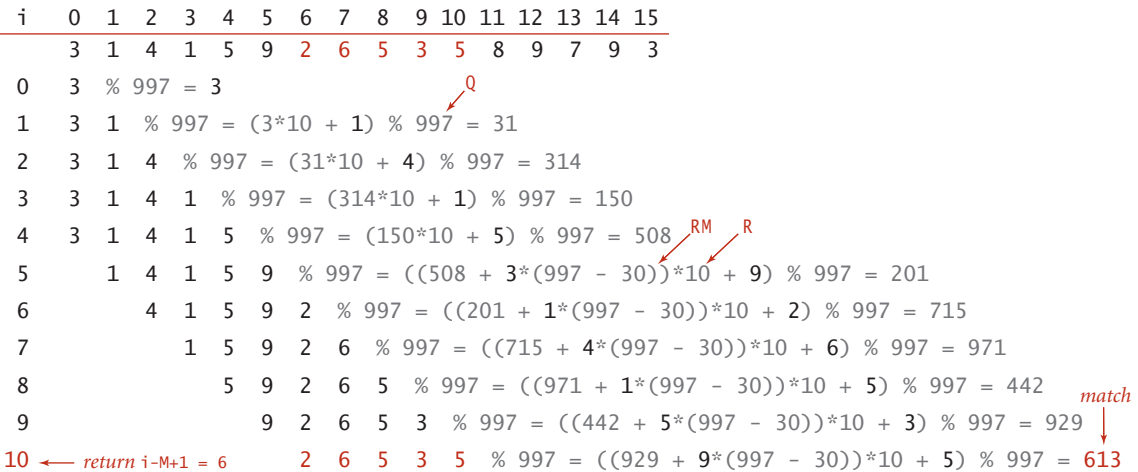 i 0 1 2 3 4 5 6 7 8 9 10 11 12 13 14 15
3 1 4 1 5 9 2 6 5 3 5 8 9 7 9 3
0 3 % 997 = 3
Q
1 3 1 % 997 = (3*10 + 1) % 997 = 31
2 3 1 4 % 997 = (31*10 + 4) % 997 = 314
3 3 1 4 1 % 997 = (314*10 + 1) % 997 = 150
RM R
4 3 1 4 1 5 % 997 = (150*10 + 5) % 997 = 508
5 1 4 1 5 9 % 997 = ((508 + 3*(997 - 30))*10 + 9) % 997 = 201
6 4 1 5 9 2 % 997 = ((201 + 1*(997 - 30))*10 + 2) % 997 = 715
7 1 5 9 2 6 % 997 = ((715 + 4*(997 - 30))*10 + 6) % 997 = 971
8 5 9 2 6 5 % 997 = ((971 + 1*(997 - 30))*10 + 5) % 997 = 442
match
9 9 2 6 5 3 % 997 = ((442 + 5*(997 - 30))*10 + 3) % 997 = 929
10 return i-M+1 = 6 2 6 5 3 5 % 997 = ((929 + 9*(997 - 30))*10 + 5) % 997 = 613